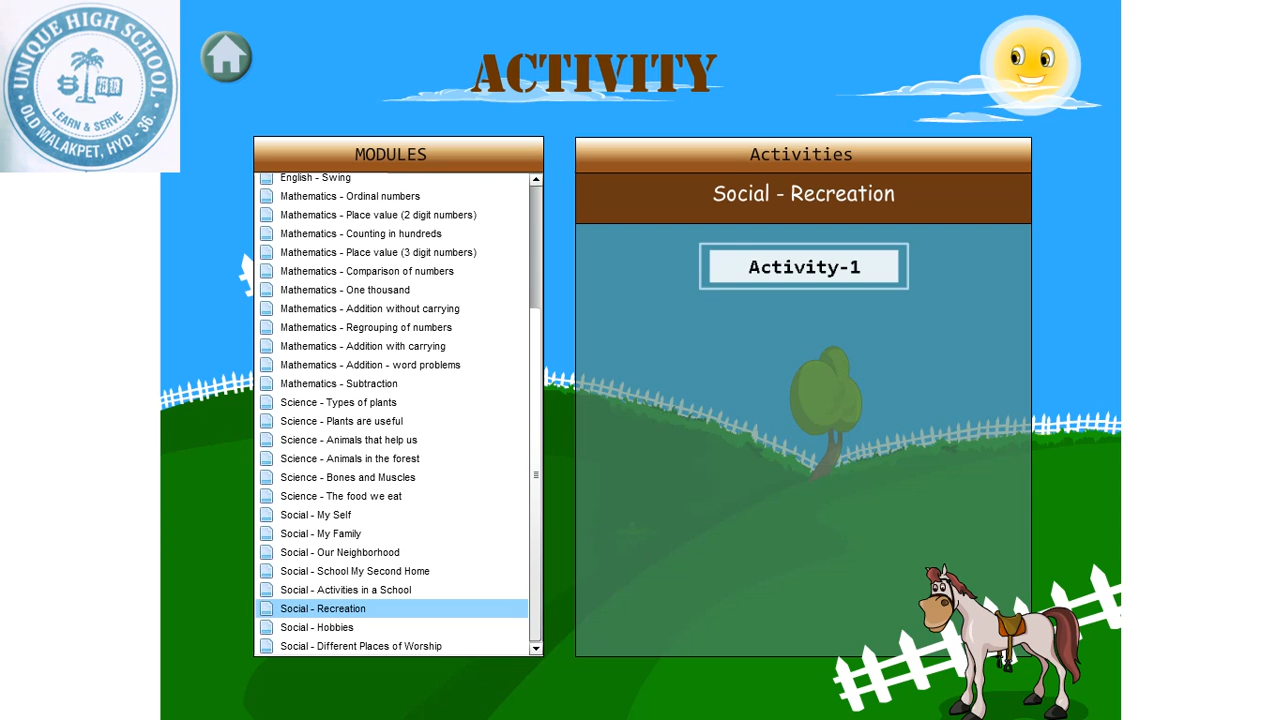 UNIQUE HIGH SCHOOL
LEARN & SERVE
OLD MALAKPET, HYD - 36.
ACTIVITY
MODULES
English - Swing
Mathematics - Ordinal numbers
Mathematics - Place value (2 digit numbers)
Mathematics - Counting in hundreds
Mathematics - Place value (3 digit numbers)
Mathematics - Comparison of numbers
Mathematics - One thousand
Mathematics - Addition without carrying
Mathematics - Regrouping of numbers
Mathematics - Addition with carrying
Mathematics - Addition - word problems
Mathematics - Subtraction
Science - Types of plants
Science - Plants are useful
Science - Animals that help us
Science - Animals in the forest
Science - Bones and Muscles
Science - The food we eat
Social - My Self
Social - My Family
Social - Our Neighborhood
Social - School My Second Home
Social - Activities in a School
Social - Recreation
Social - Hobbies
Social - Different Places of Worship
Activities
Social - Recreation
Activity-1